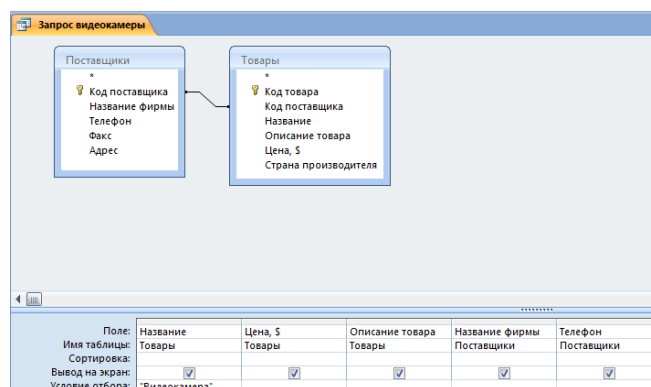 Запрос видеокамеры
Поставщики
*
Код поставщика
Название фирмы
Телефон
Факс
Адрес
Товары
*
Код товара
Код поставщика
Название
Описание товара
Цена, $
Страна производителя
Поле: Название Цена, $ Описание товара Название фирмы Телефон
Имя таблицы: Товары Товары Товары Поставщики Поставщики
Сортировка:
Вывод на экран:
Условие отбора: "Видеокамера"